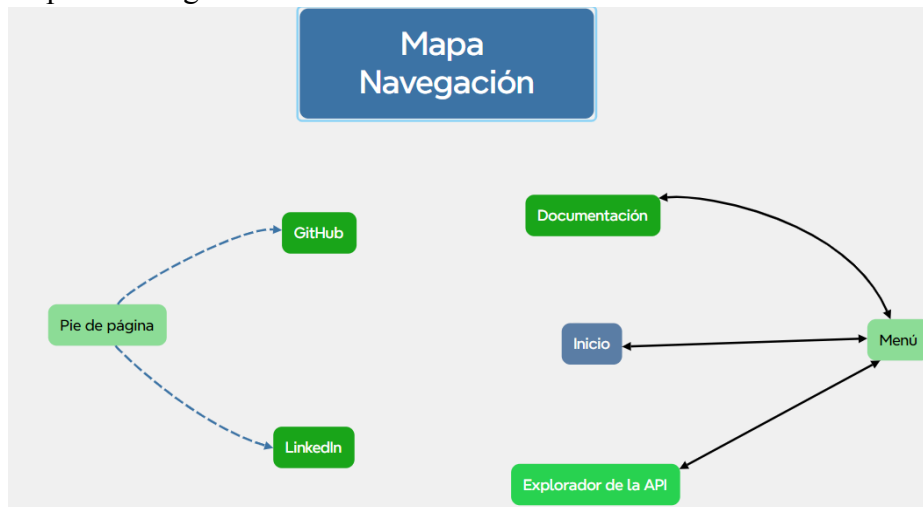 Mapa
Navegación
Documentación
GitHub
Pie de página
Inicio
Menú
LinkedIn
Explorador de la API